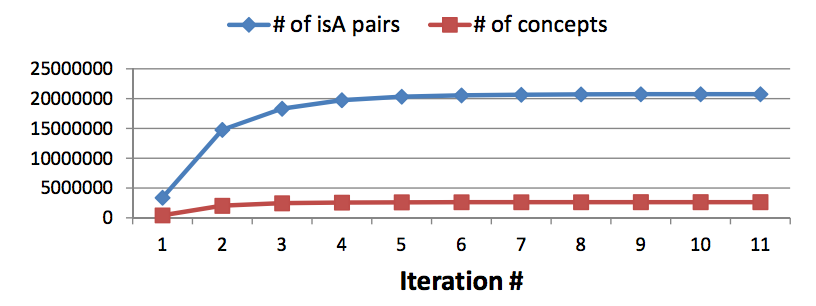 # of isA pairs # of concepts
25000000
20000000
15000000
10000000
5000000
0
1 2 3 4 5 6 7 8 9 10 11
Iteration #